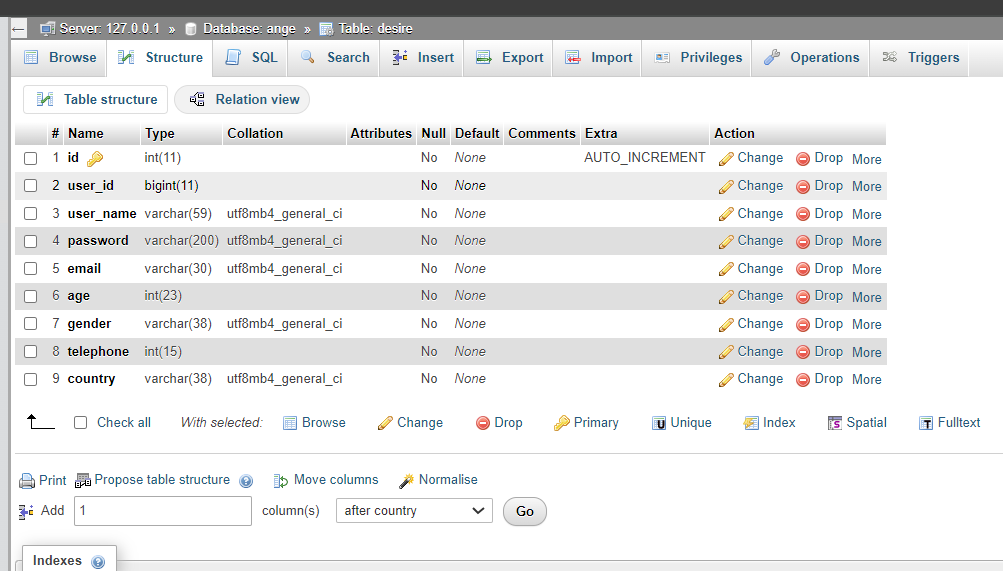 Server: 127.0.0.1 » Database: ange » Table: desire
Browse Structure SQL Search Insert Export Import Privileges Operations Triggers
Table structure Relation view
# Name Type Collation Attributes Null Default Comments Extra Action
1 id int(11) No None AUTO_INCREMENT Change Drop More
2 user_id bigint(11) No None Change Drop More
3 user_name varchar(59) utf8mb4_general_ci No None Change Drop More
4 password varchar(200) utf8mb4_general_ci No None Change Drop More
5 email varchar(30) utf8mb4_general_ci No None Change Drop More
6 age int(23) No None Change Drop More
7 gender varchar(38) utf8mb4_general_ci No None Change Drop More
8 telephone int(15) No None Change Drop More
9 country varchar(38) utf8mb4_general_ci No None Change Drop More
Check all With selected: Browse Change Drop Primary Unique Index Spatial Fulltext
Print Propose table structure Move columns Normalise
Add 1 column(s) after country Go
Indexes